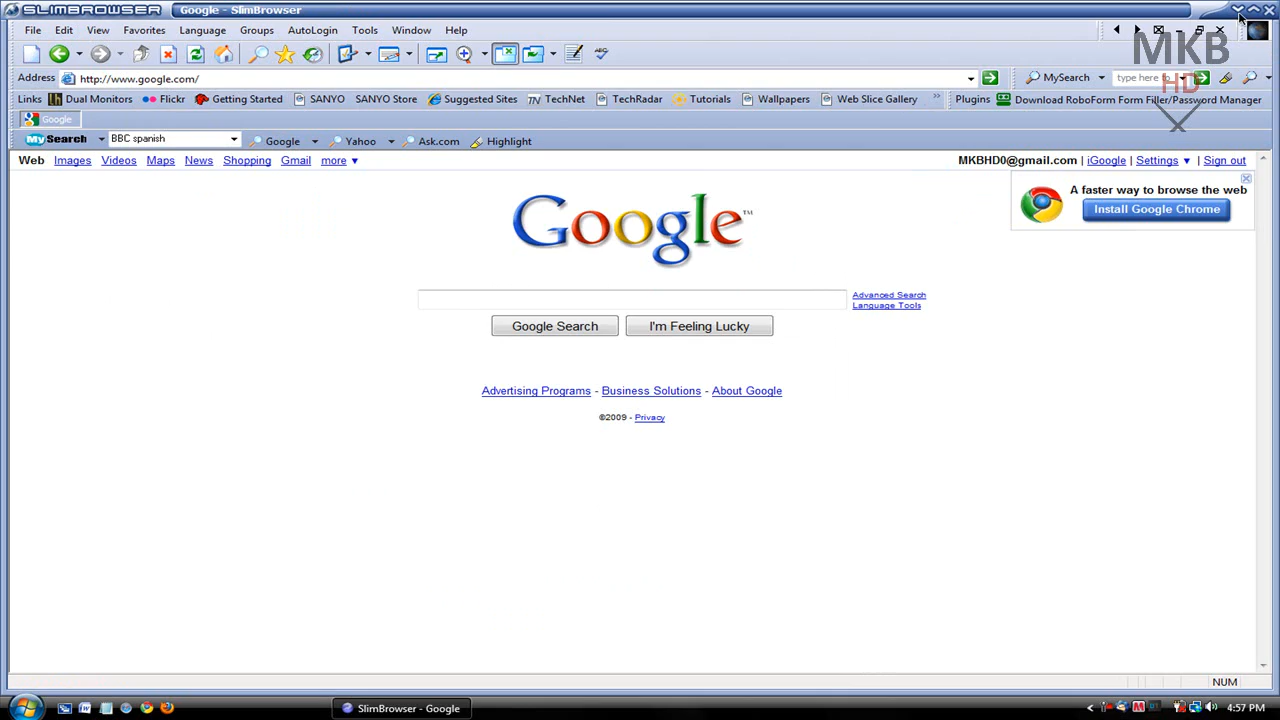 SLIMBROWSER Google - SlimBrowser
File Edit View Favorites Language Groups AutoLogin Tools Window Help
MKB
HD
Address http://www.google.com/ MySearch type here to
Links Dual Monitors Flickr Getting Started SANYO SANYO Store Suggested Sites TechNet TechRadar Tutorials Wallpapers Web Slice Gallery » Plugins Download RoboForm Form Filler/Password Manager
Google
MySearch BBC spanish Google Yahoo Ask.com Highlight
Web Images Videos Maps News Shopping Gmail more ▼ MKBHD0@gmail.com | iGoogle | Settings ▼ | Sign out
A faster way to browse the web
Install Google Chrome
Google™
Advanced Search
Language Tools
Google Search I'm Feeling Lucky
Advertising Programs - Business Solutions - About Google
©2009 - Privacy
NUM
SlimBrowser - Google 4:57 PM